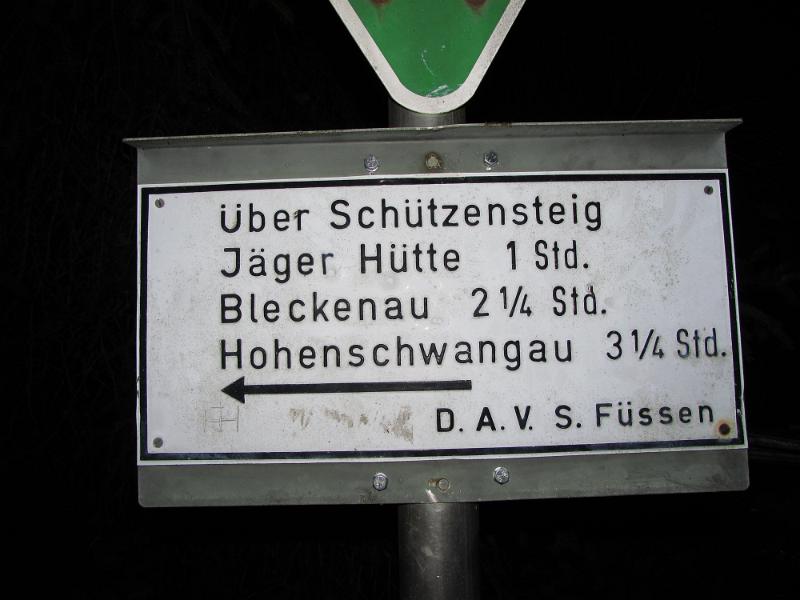 Über Schützensteig
Jäger Hütte 1 Std.
Bleckenau 2 1/4 Std.
Hohenschwangau 3 1/4 Std.
D. A. V. S. Füssen